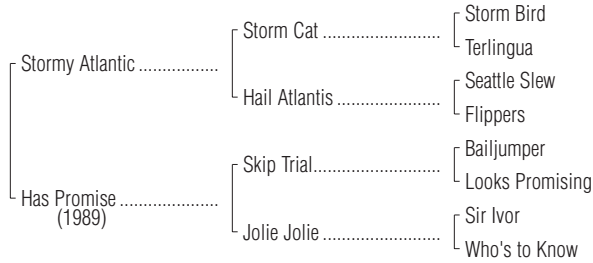 Storm Bird
Storm Cat ........................
Terlingua
Stormy Atlantic ................
Seattle Slew
Hail Atlantis .....................
Flippers
Bailjumper
Skip Trial..........................
Looks Promising
Has Promise ....................
(1989)
Sir Ivor
Jolie Jolie .........................
Who's to Know